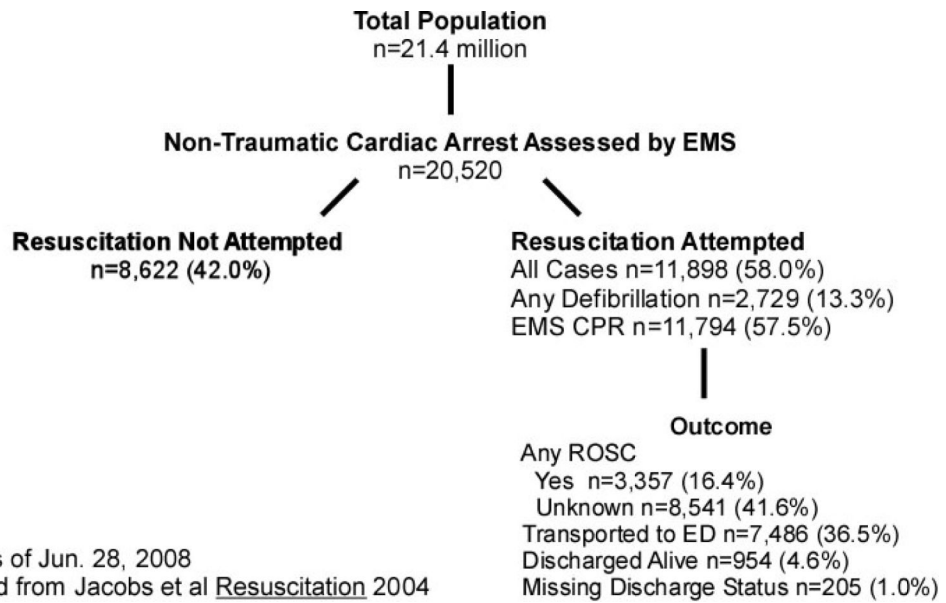 Total Population
n=21.4 million
Non-Traumatic Cardiac Arrest Assessed by EMS
n=20,520
Resuscitation Not Attempted
n=8,622 (42.0%)
Resuscitation Attempted
All Cases n=11,898 (58.0%)
Any Defibrillation n=2,729 (13.3%)
EMS CPR n=11,794 (57.5%)
Outcome
Any ROSC
Yes n=3,357 (16.4%)
Unknown n=8,541 (41.6%)
Transported to ED n=7,486 (36.5%)
Discharged Alive n=954 (4.6%)
Missing Discharge Status n=205 (1.0%)
of Jun. 28, 2008
from Jacobs et al Resuscitation 2004